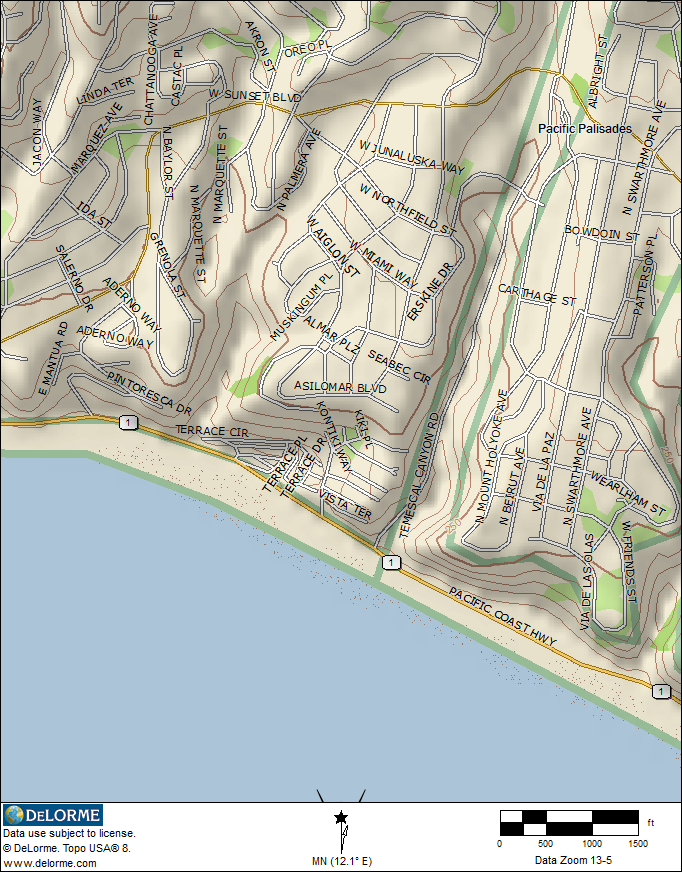 CHATTANOOGA-AVE
AKRON ST
OREO PL
CASTAC PL
ALBRIGHT ST
LINDA-TER
W SUNSET BLVD
JACON-WAY
MARQUEZ-AVE
Pacific Palisades
N SWARTHMORE AVE
N BAYLOR ST
N MARQUETTE ST
N PALMERA AVE
W JUNALUSKA-WAY
N MARQUETTE ST
W NORTHFIELD ST
IDA ST
W AIGLON ST
W MIAMI WAY
BOWDOIN ST
PATTERSON PL
SALERNO DR
GRENOLA ST
ERSKINE DR
CARTHAGE ST
ADERNO WAY
MUSKINGUM PL
ALMAR PLZ
E MANTUA RD
ADERNO WAY
SEABEC CIR
PINTORESCA DR
ASILOMAR BLVD
1
TERRACE CIR
KONTIKI WAY
KIKI-PL
TERRACE PL
TERRACE DR
VISTA TER
TEMESCAL CANYON RD
N MOUNT HOLYOKE AVE
N BEIRUT AVE
VIA DE LA PAZ
N SWARTHMORE AVE
250
WEARLHAM ST
250
W FRIENDS ST
VIA DE LAS OLAS
1
PACIFIC COAST HWY
1
DELORME
Data use subject to license.
© DeLorme. Topo USA® 8.
www.delorme.com
MN (12.1° E)
ft
0 500 1000 1500
Data Zoom 13-5